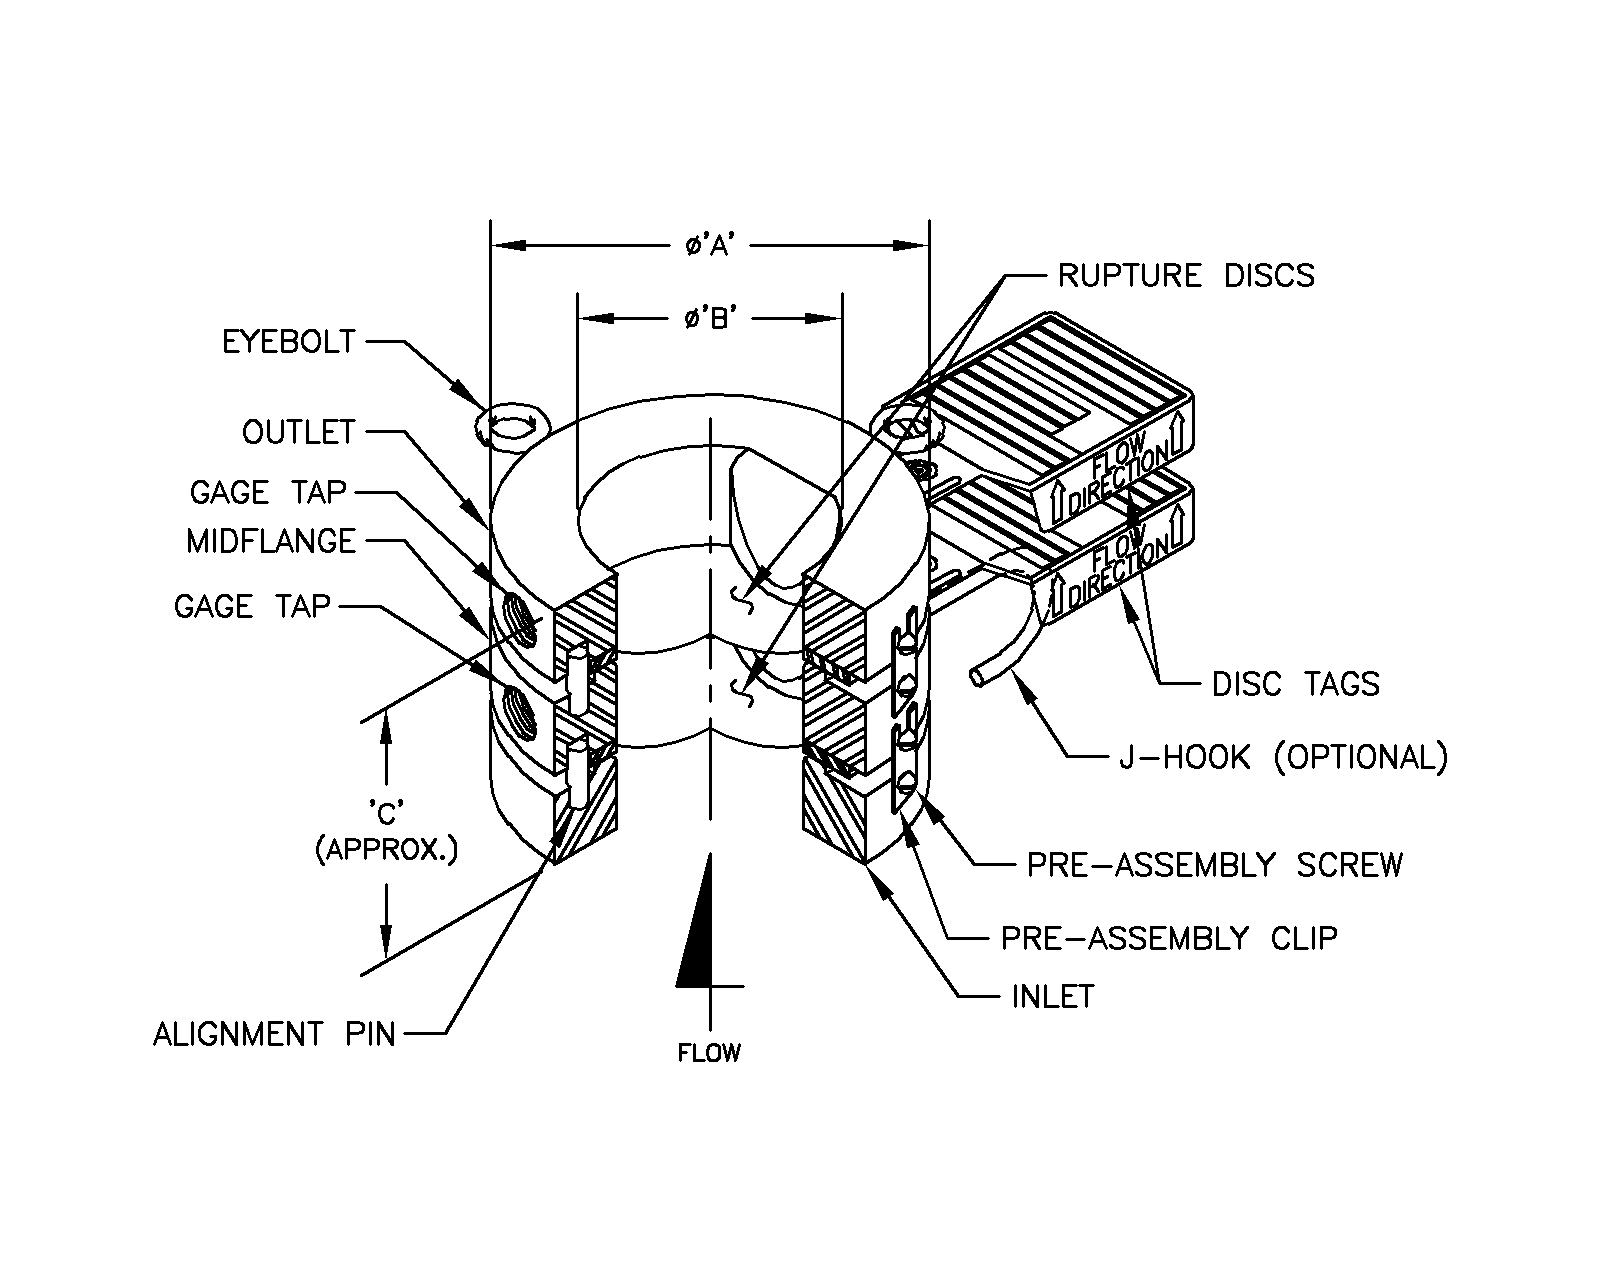 ø'A'
RUPTURE DISCS
ø'B'
EYEBOLT
OUTLET
FLOW
DIRECTION
GAGE TAP
MIDFLANGE
FLOW
DIRECTION
GAGE TAP
DISC TAGS
J-HOOK (OPTIONAL)
'C'
(APPROX.)
PRE-ASSEMBLY SCREW
PRE-ASSEMBLY CLIP
INLET
ALIGNMENT PIN
FLOW